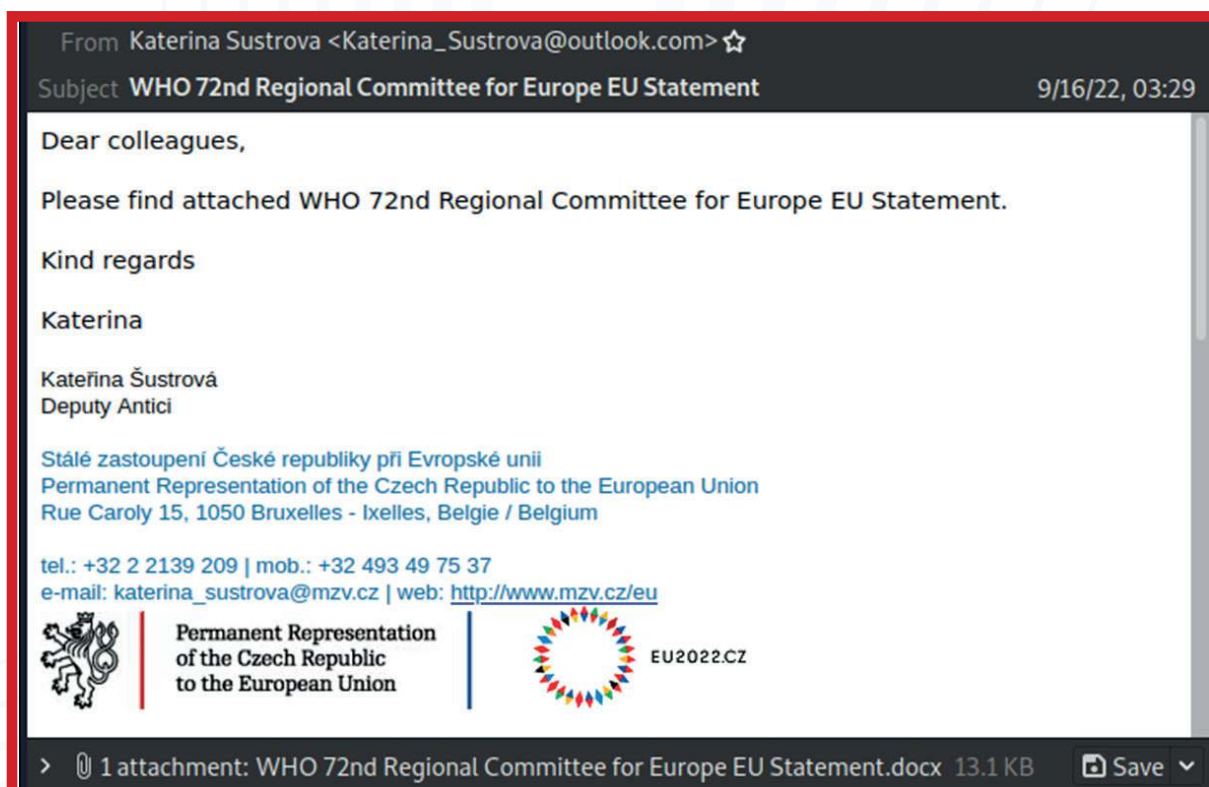 From Katerina Sustrova <Katerina_Sustrova@outlook.com>
Subject WHO 72nd Regional Committee for Europe EU Statement 9/16/22, 03:29
Dear colleagues,
Please find attached WHO 72nd Regional Committee for Europe EU Statement.
Kind regards
Katerina
Kateřina Šustrová
Deputy Antici
Stálé zastoupení České republiky při Evropské unii
Permanent Representation of the Czech Republic to the European Union
Rue Caroly 15, 1050 Bruxelles - Ixelles, Belgie / Belgium
tel.: +32 2 2139 209 | mob.: +32 493 49 75 37
e-mail: katerina_sustrova@mzv.cz | web: http://www.mzv.cz/eu
Permanent Representation
of the Czech Republic
to the European Union
EU2022.CZ
1 attachment: WHO 72nd Regional Committee for Europe EU Statement.docx 13.1 KB Save